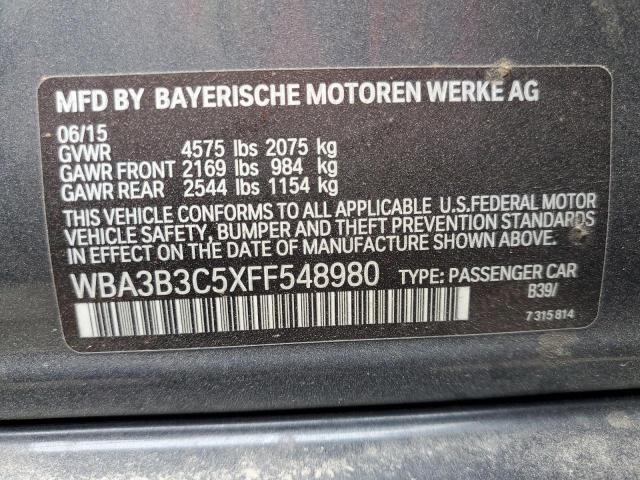 MFD BY BAYERISCHE MOTOREN WERKE AG
06/15
GVWR 4575 lbs 2075 kg
GAWR FRONT 2169 lbs 984 kg
GAWR REAR 2544 lbs 1154 kg
THIS VEHICLE CONFORMS TO ALL APPLICABLE U.S.FEDERAL MOTOR
VEHICLE SAFETY, BUMPER AND THEFT PREVENTION STANDARDS
IN EFFECT ON THE DATE OF MANUFACTURE SHOWN ABOVE.
WBA3B3C5XFF548980 TYPE: PASSENGER CAR
B39/
7 315 814